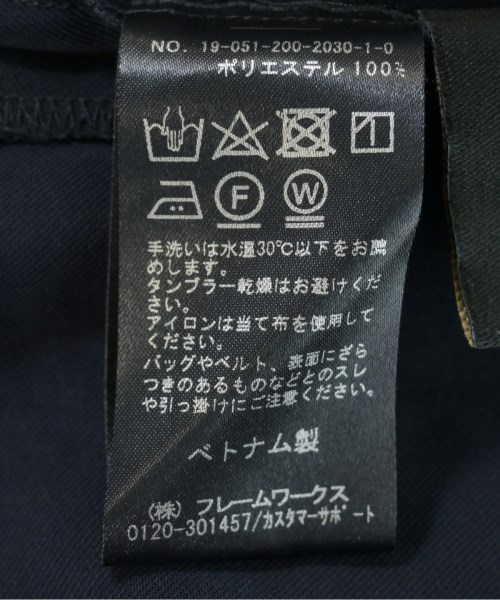 NO. 19-051-200-2030-1-0
ポリエステル 100%
F
W
手洗いは水温30℃以下をお薦
めします。
タンブラー乾燥はお避けくだ
さい。
アイロンは当て布を使用して
ください。
バッグやベルト、表面にざら
つきのあるものなどとのスレ
や引っ掛けにご注意ください。
ベトナム製
(株) フレームワークス
0120-301457/カスタマーサポート